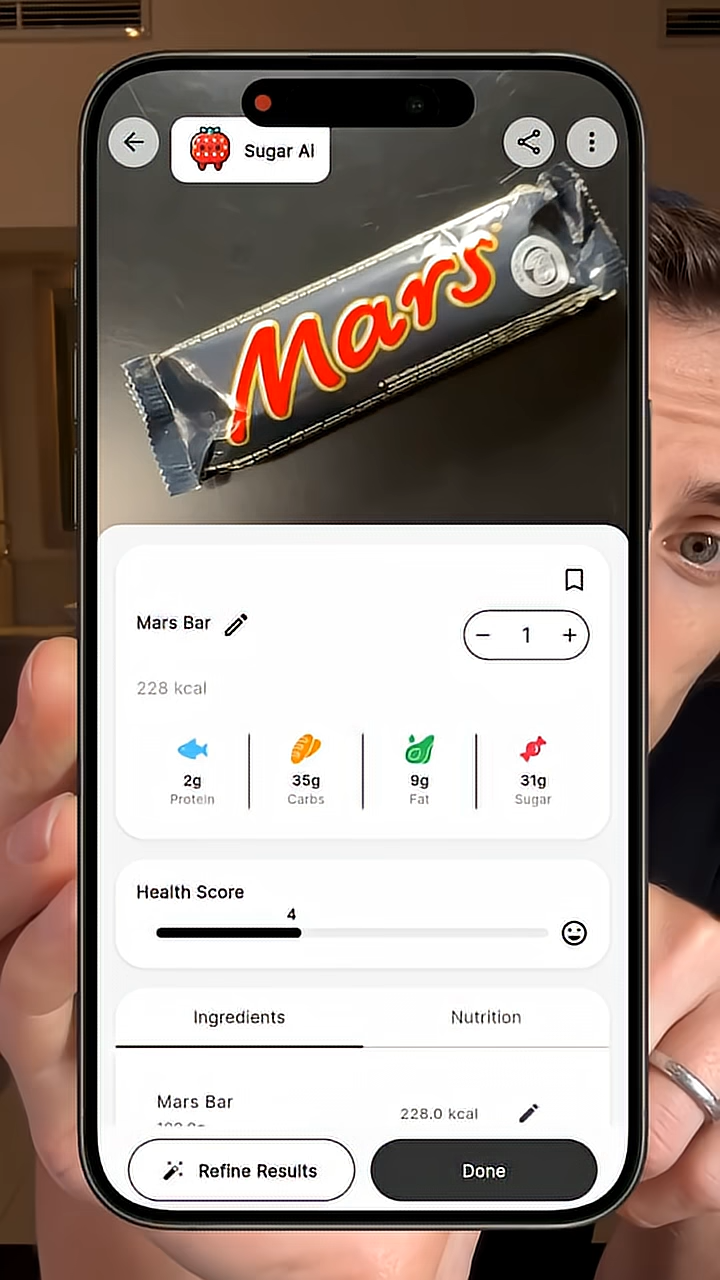 Sugar AI
Mars
Mars Bar
1
228 kcal
2g
Protein
35g
Carbs
9g
Fat
31g
Sugar
Health Score
4
Ingredients
Nutrition
Mars Bar
228.0 kcal
Refine Results
Done